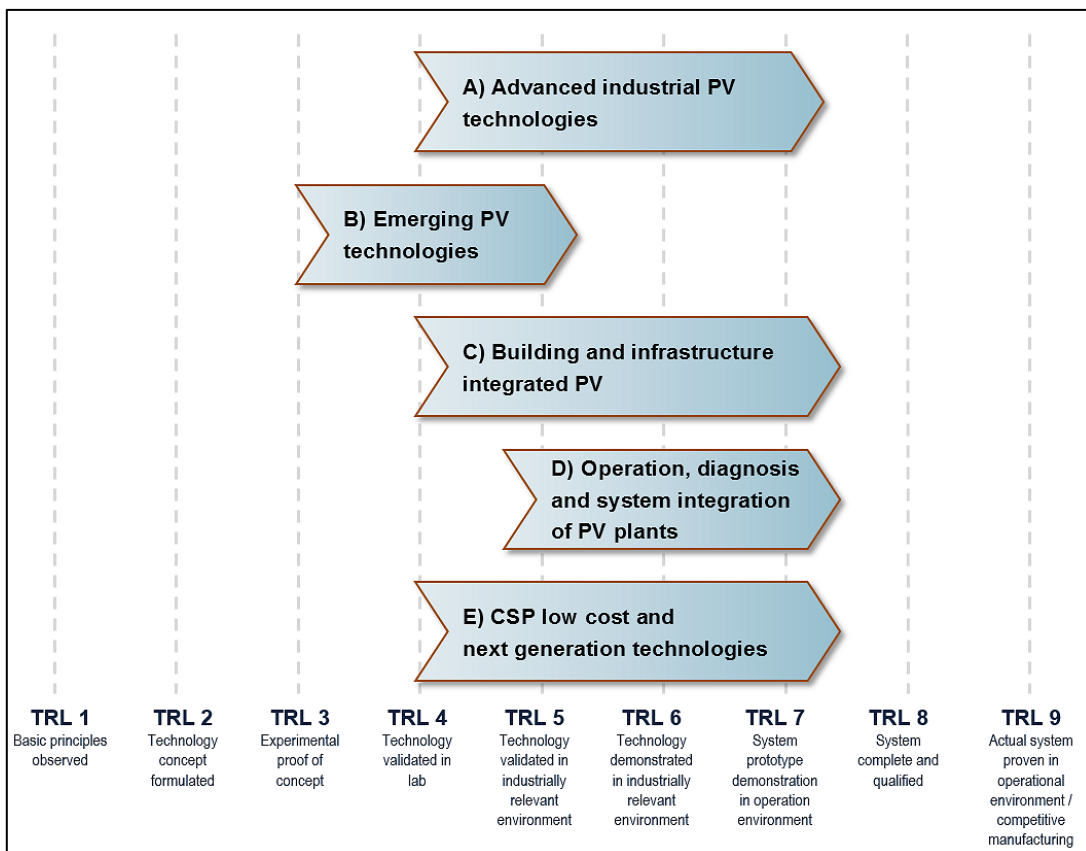 A) Advanced industrial PV
technologies
B) Emerging PV
technologies
C) Building and infrastructure
integrated PV
D) Operation, diagnosis
and system integration
of PV plants
E) CSP low cost and
next generation technologies
TRL 1
Basic principles
observed
TRL 2
Technology
concept
formulated
TRL 3
Experimental
proof of
concept
TRL 4
Technology
validated in
lab
TRL 5
Technology
validated in
industrially
relevant
environment
TRL 6
Technology
demonstrated
in industrially
relevant
environment
TRL 7
System
prototype
demonstration
in operation
environment
TRL 8
System
complete and
qualified
TRL 9
Actual system
proven in
operational
environment /
competitive
manufacturing